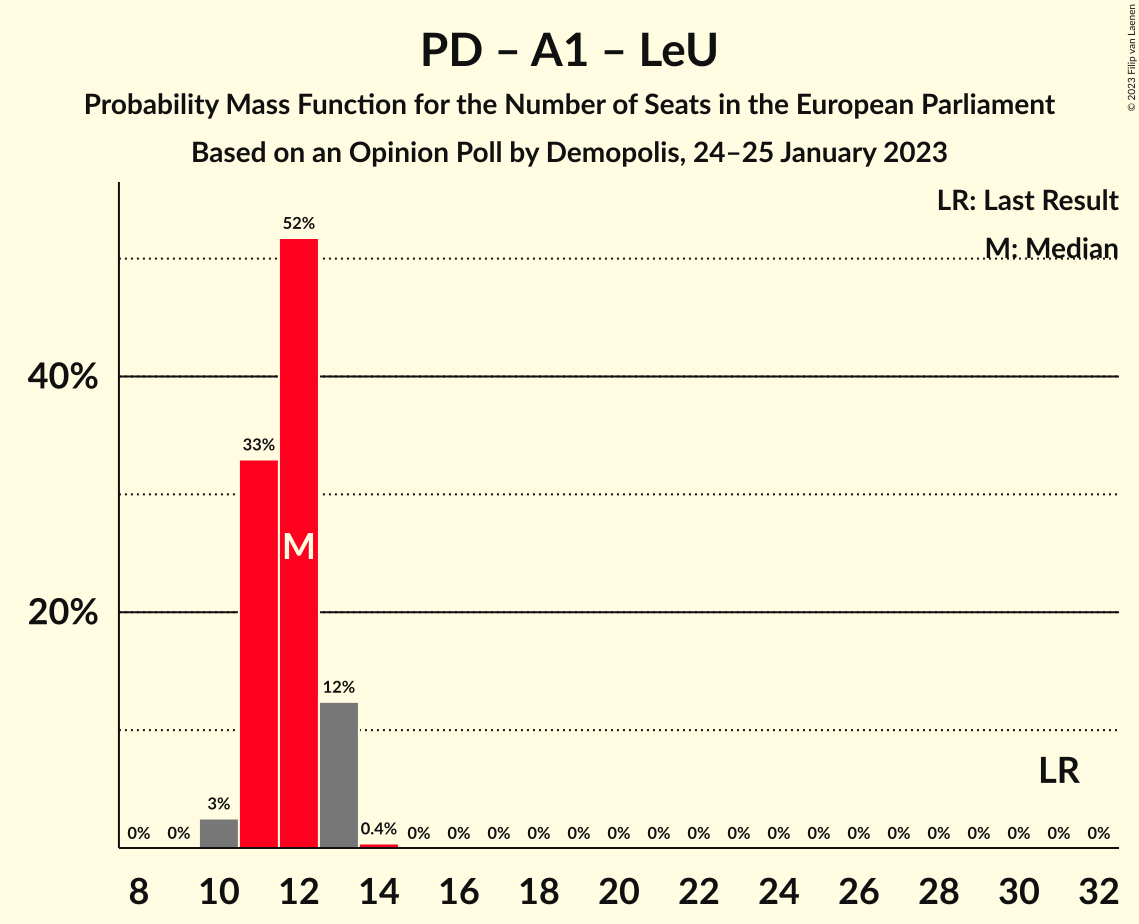 PD – A1 – LeU
Probability Mass Function for the Number of Seats in the European Parliament
Based on an Opinion Poll by Demopolis, 24–25 January 2023
© 2023 Filip van Laenen
LR: Last Result
M: Median
52%
40%
33%
M
20%
12%
LR
3%
0% 0% 0.4% 0% 0% 0% 0% 0% 0% 0% 0% 0% 0% 0% 0% 0% 0% 0% 0% 0% 0%
8 10 12 14 16 18 20 22 24 26 28 30 32